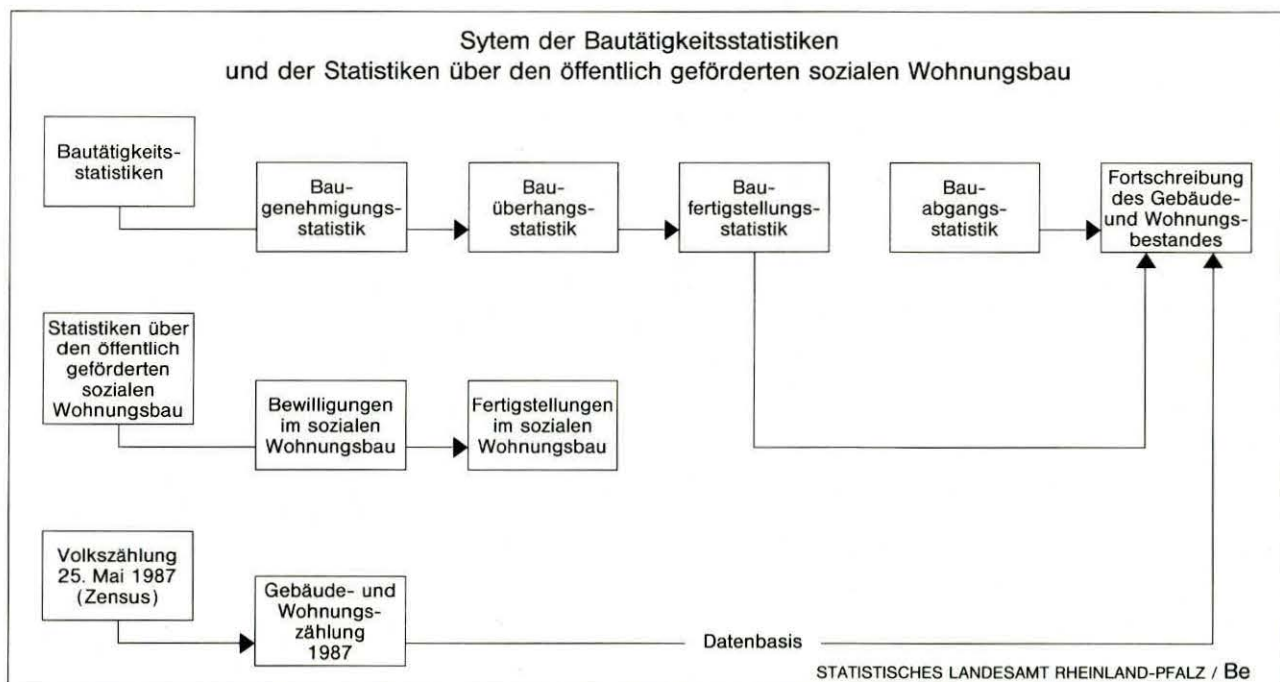 Sytem der Bautätigkeitsstatistiken
und der Statistiken über den öffentlich geförderten sozialen Wohnungsbau
Bautätigkeits-
statistiken
Bau-
genehmigungs-
statistik
Bau-
überhangs-
statistik
Bau-
fertigstellungs-
statistik
Bau-
abgangs-
statistik
Fortschreibung
des Gebäude-
und Wohnungs-
bestandes
Statistiken über
den öffentlich
geförderten
sozialen
Wohnungsbau
Bewilligungen
im sozialen
Wohnungsbau
Fertigstellungen
im sozialen
Wohnungsbau
Volkszählung
25. Mai 1987
(Zensus)
Gebäude- und
Wohnungs-
zählung
1987
Datenbasis
STATISTISCHES LANDESAMT RHEINLAND-PFALZ / Be